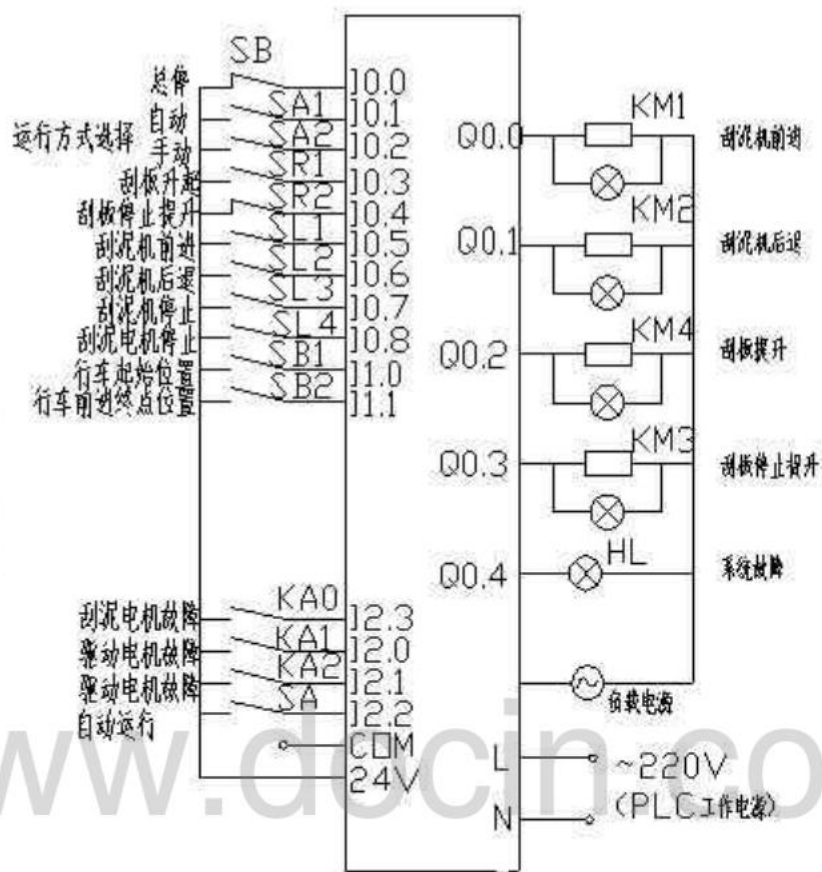 SB
总停 I0.0
自动 SA1 I0.1
运行方式选择
手动 SA2 I0.2
刮板升起 SR1 I0.3
刮板停止提升 SR2 I0.4
刮泥机前进 SL1 I0.5
刮泥机后退 SL2 I0.6
刮泥机停止 SL3 I0.7
刮泥电机停止 SL4 I0.8
行车起始位置 SB1 I1.0
行车前进终点位置 SB2 I1.1
刮泥电机故障 KA0 I2.3
驱动电机故障 KA1 I2.0
驱动电机故障 KA2 I2.1
自动运行 SA I2.2
COM
24V
Q0.0 KM1 刮泥机前进
Q0.1 KM2 刮泥机后退
Q0.2 KM4 刮板提升
Q0.3 KM3 刮板停止提升
Q0.4 HL 系统故障
负载电源
L ~220V
N (PLC工作电源)
www.docin.co